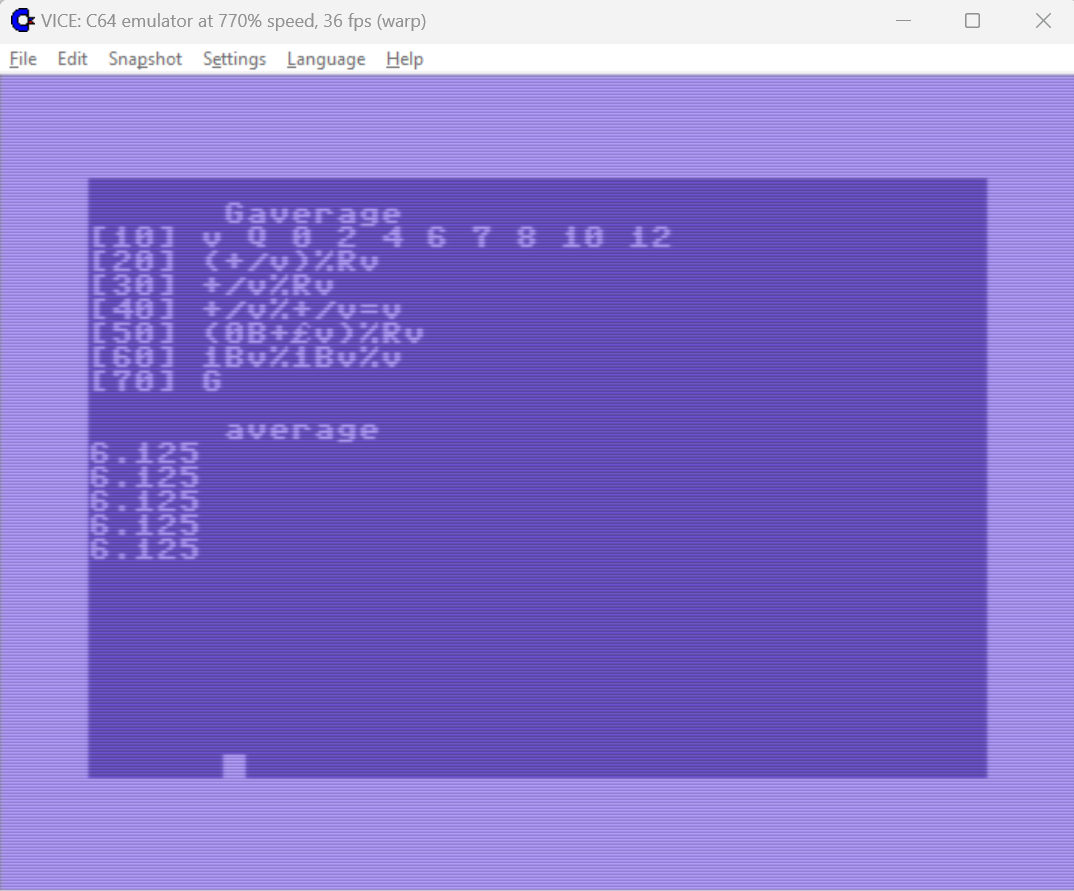 VICE: C64 emulator at 770% speed, 36 fps (warp)
File Edit Snapshot Settings Language Help
Gaverage
[10] v Q 0 2 4 6 7 8 10 12
[20] (+/v)%Rv
[30] +/v%Rv
[40] +/v%+/v=v
[50] (0B+£v)%Rv
[60] 1Bv%1Bv%v
[70] G
average
6.125
6.125
6.125
6.125
6.125